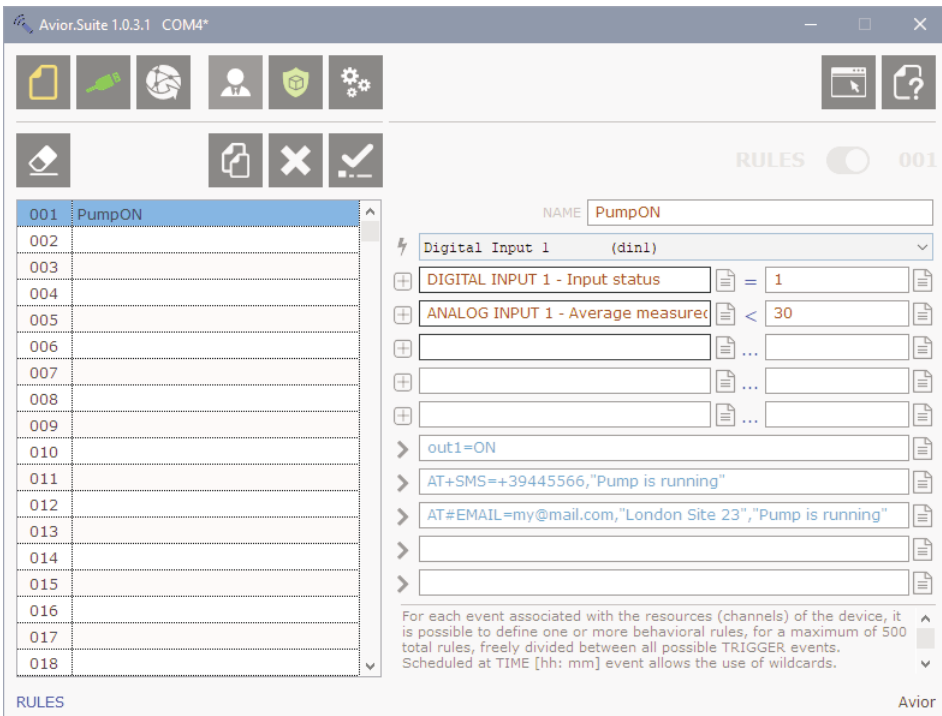 Avior.Suite 1.0.3.1 COM4*
RULES 001
NAME PumpON
001 PumpON
002
003
004
005
006
007
008
009
010
011
012
013
014
015
016
017
018
Digital Input 1 (din1)
DIGITAL INPUT 1 - Input status = 1
ANALOG INPUT 1 - Average measured < 30
...
...
...
out1=ON
AT+SMS=+39445566,"Pump is running"
AT#EMAIL=my@mail.com,"London Site 23","Pump is running"
For each event associated with the resources (channels) of the device, it
is possible to define one or more behavioral rules, for a maximum of 500
total rules, freely divided between all possible TRIGGER events.
Scheduled at TIME [hh: mm] event allows the use of wildcards.
RULES Avior